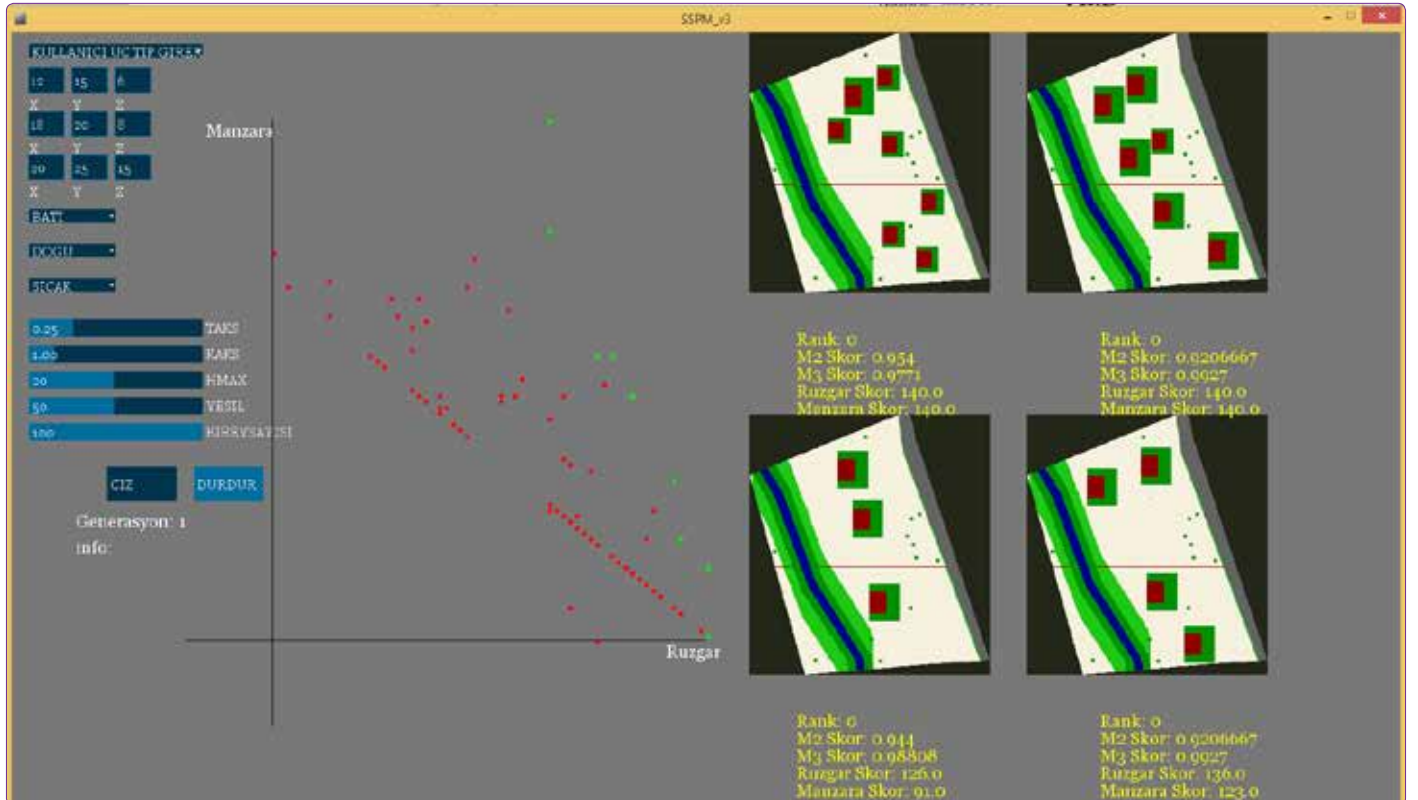 SSPM_v3
KULLANICI UC TIP GIRER
12 15 6
X Y Z
18 20 8
X Y Z
20 25 15
X Y Z
BATI
DOGU
SICAK
0.25 TAKS
1.00 KAKS
20 HMAX
50 YESIL
100 BIREYSAYISI
CIZ DURDUR
Generasyon: 1
info:
Manzara
Ruzgar
Rank: 0
M2 Skor: 0.954
M3 Skor: 0.9771
Ruzgar Skor: 140.0
Manzara Skor: 140.0
Rank: 0
M2 Skor: 0.9206667
M3 Skor: 0.9927
Ruzgar Skor: 140.0
Manzara Skor: 140.0
Rank: 0
M2 Skor: 0.944
M3 Skor: 0.98808
Ruzgar Skor: 126.0
Manzara Skor: 91.0
Rank: 0
M2 Skor: 0.9206667
M3 Skor: 0.9927
Ruzgar Skor: 136.0
Manzara Skor: 123.0